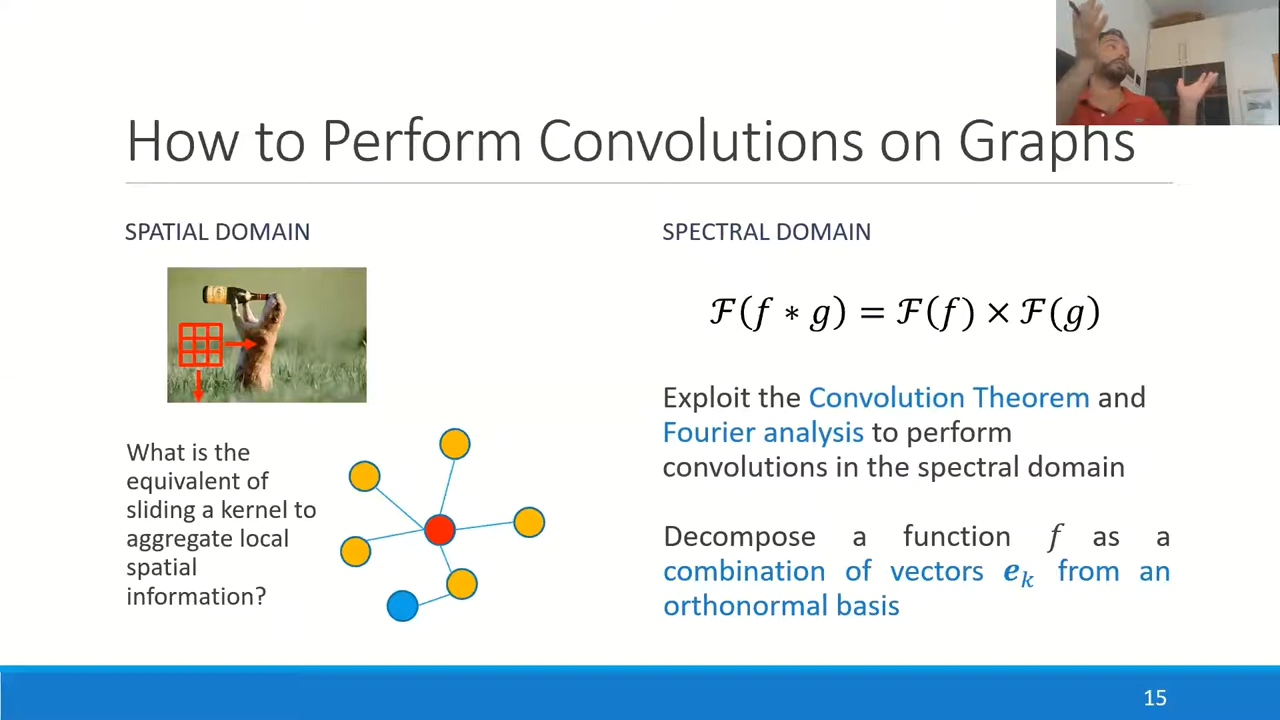 How to Perform Convolutions on Graphs
SPATIAL DOMAIN
What is the
equivalent of
sliding a kernel to
aggregate local
spatial
information?
SPECTRAL DOMAIN
ℱ(f ∗ g) = ℱ(f) × ℱ(g)
Exploit the Convolution Theorem and
Fourier analysis to perform
convolutions in the spectral domain
Decompose a function f as a
combination of vectors eₖ from an
orthonormal basis
15